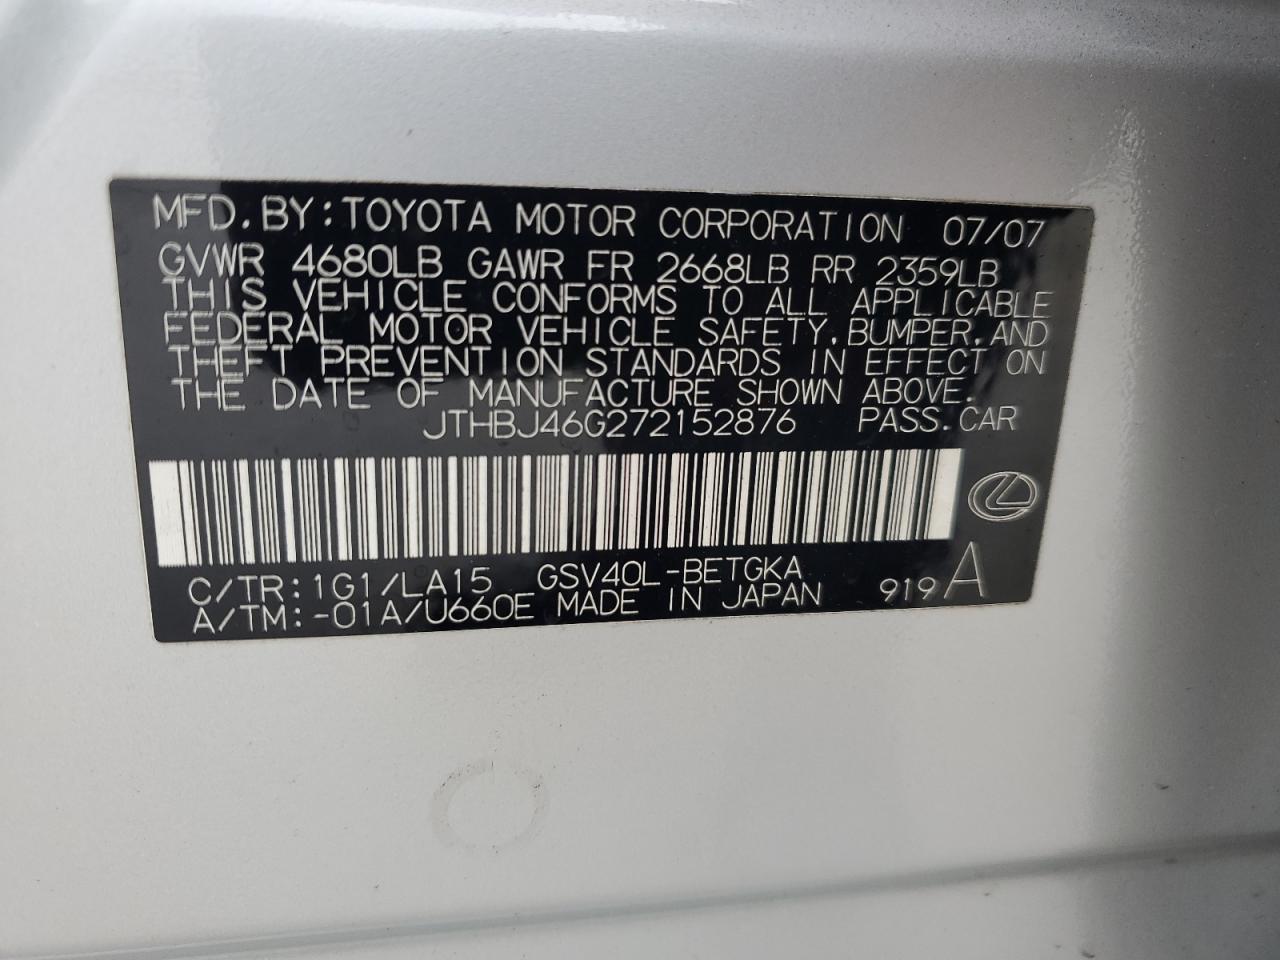 MFD.BY:TOYOTA MOTOR CORPORATION 07/07
GVWR 4680LB GAWR FR 2668LB RR 2359LB
THIS VEHICLE CONFORMS TO ALL APPLICABLE
FEDERAL MOTOR VEHICLE SAFETY,BUMPER,AND
THEFT PREVENTION STANDARDS IN EFFECT ON
THE DATE OF MANUFACTURE SHOWN ABOVE.
JTHBJ46G272152876 PASS.CAR
C/TR:1G1/LA15 GSV40L-BETGKA
A/TM:-01A/U660E MADE IN JAPAN 919A